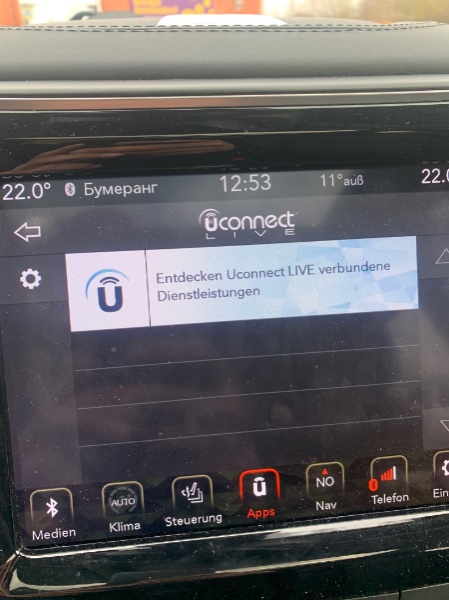 22.0° Бумеранг 12:53 11°auß 22.0
uconnect
LIVE
Entdecken Uconnect LIVE verbundene
Dienstleistungen
AUTO NO
Medien Klima Steuerung Apps Nav Telefon Ein